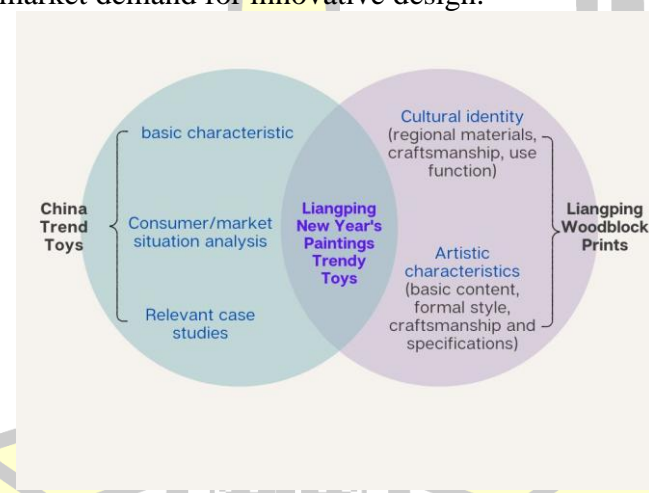 market demand for innovative design.
China
Trend
Toys
basic characteristic
Consumer/market
situation analysis
Relevant case
studies
Liangping
New Year's
Paintings
Trendy
Toys
Cultural identity
(regional materials,
craftsmanship, use
function)
Artistic
characteristics
(basic content,
formal style,
craftsmanship and
specifications)
Liangping
Woodblock
Prints